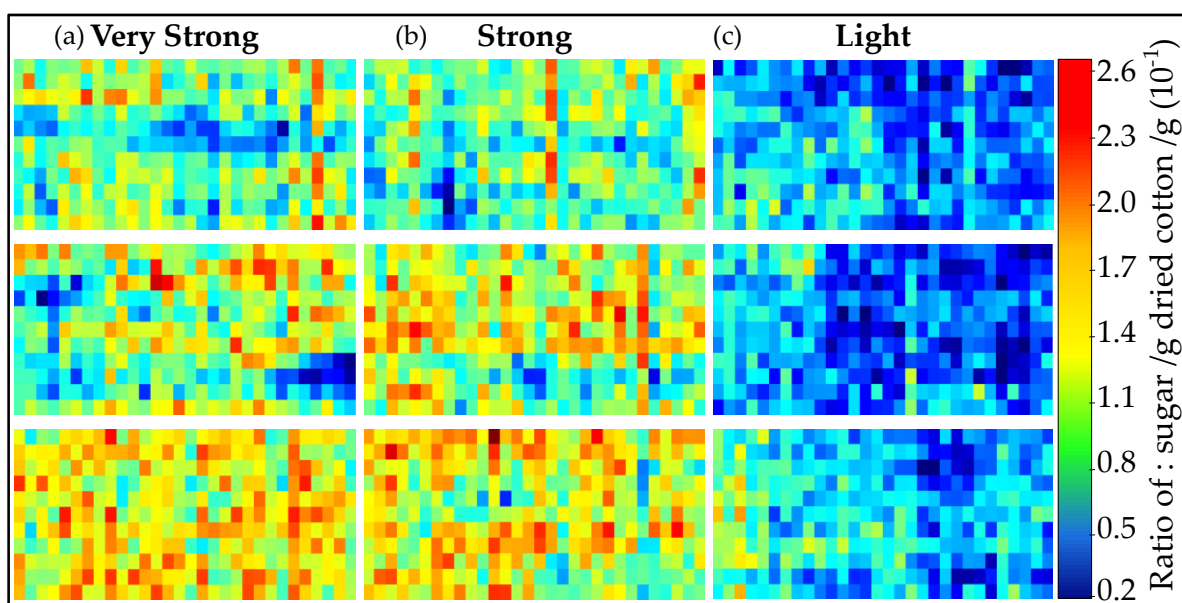 (a) Very Strong
(b) Strong
(c) Light
2.6
2.3
2.0
1.7
1.4
1.1
0.8
0.5
0.2
Ratio of : sugar /g dried cotton /g (10⁻¹)